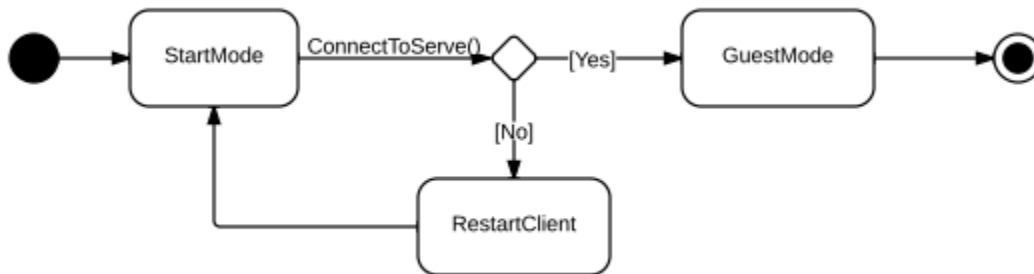 StartMode
ConnectToServe()
[Yes]
GuestMode
[No]
RestartClient